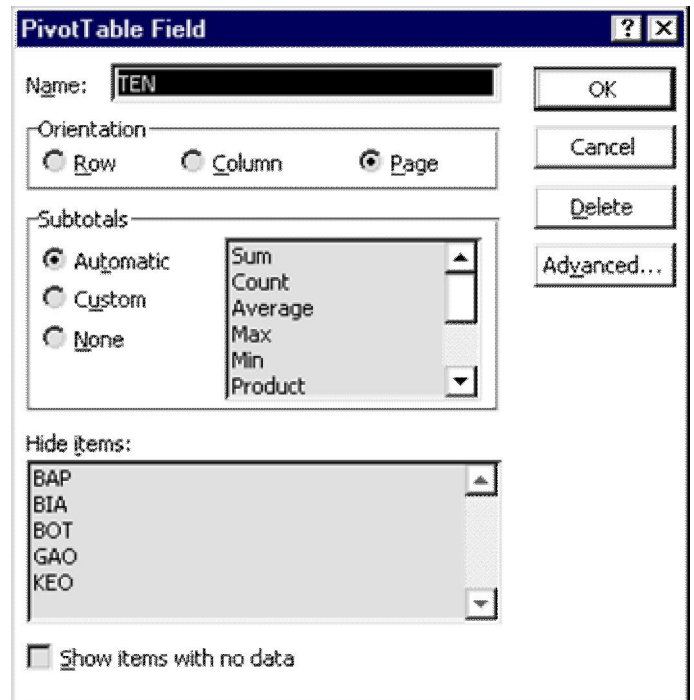 PivotTable Field
Name: TEN
OK
Orientation
Row Column Page
Cancel
Delete
Subtotals
Automatic
Custom
None
Sum
Count
Average
Max
Min
Product
Advanced...
Hide items:
BAP
BIA
BOT
GAO
KEO
Show items with no data